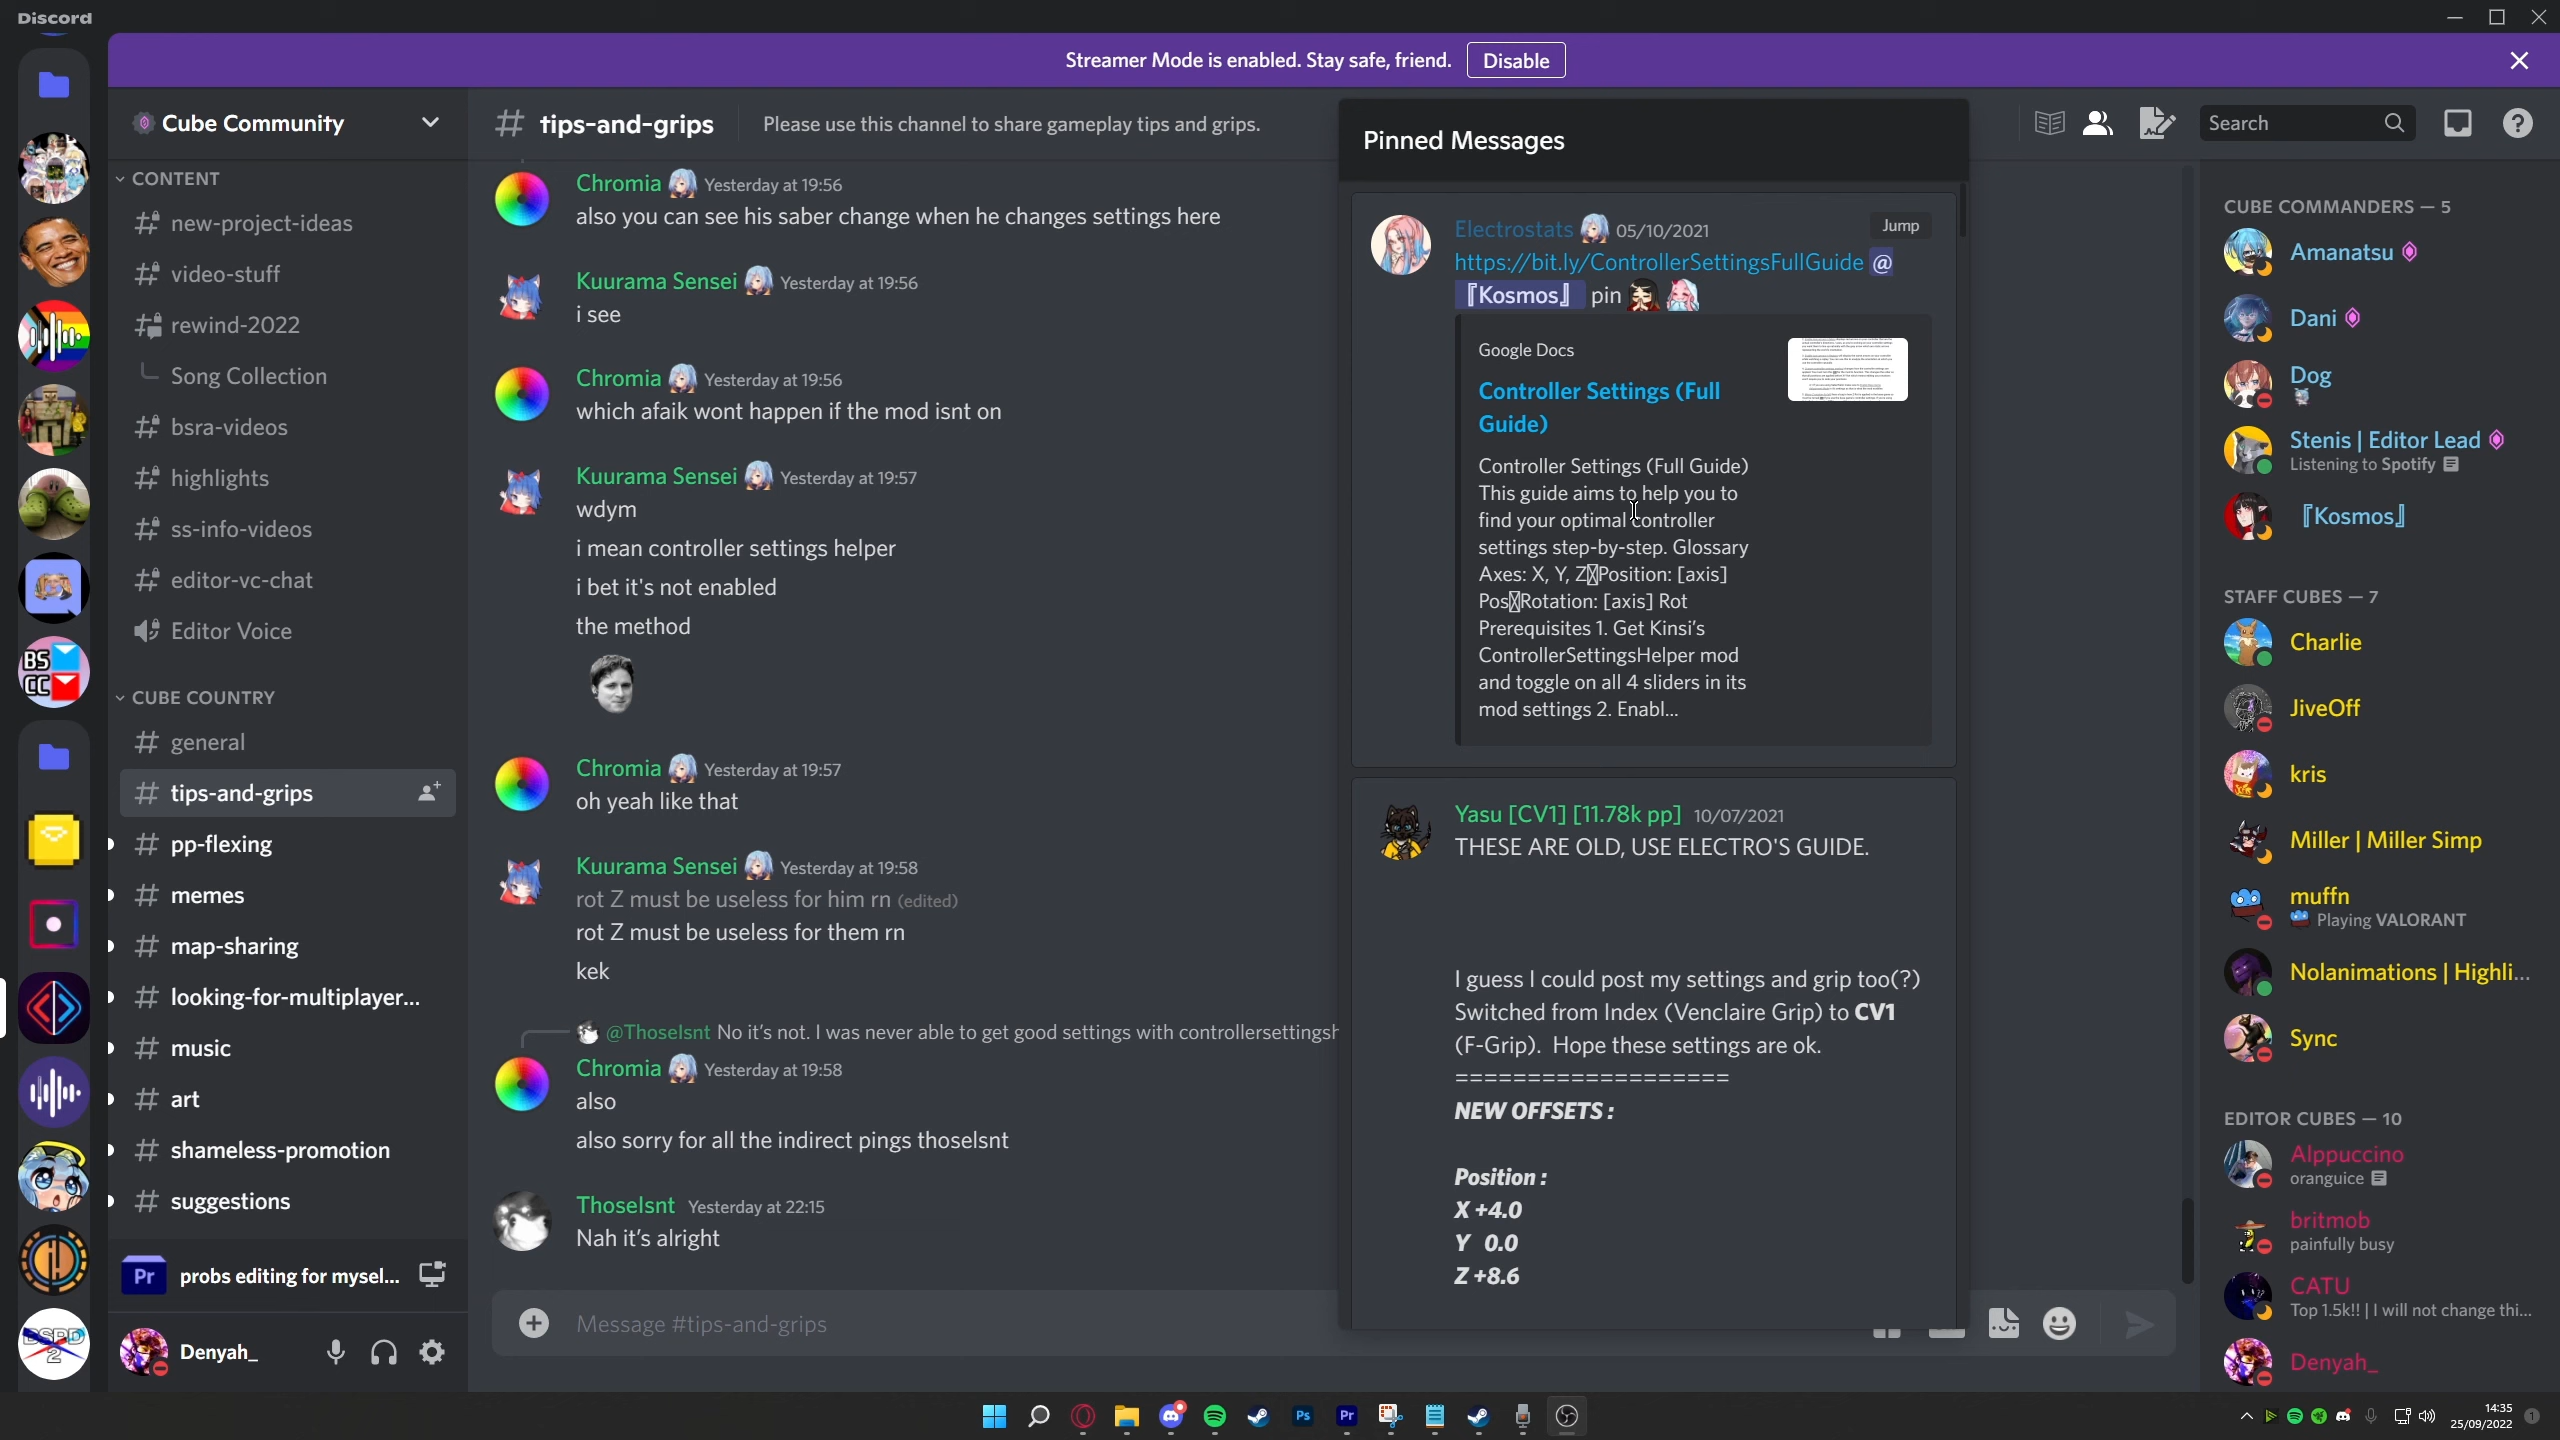 Discord
Streamer Mode is enabled. Stay safe, friend.
Disable
Cube Community
CONTENT
new-project-ideas
video-stuff
rewind-2022
Song Collection
bsra-videos
highlights
ss-info-videos
editor-vc-chat
Editor Voice
CUBE COUNTRY
general
tips-and-grips
pp-flexing
memes
map-sharing
looking-for-multiplayer...
music
art
shameless-promotion
suggestions
Pr
probs editing for mysel...
Denyah_
BS
CC
BSPD
2
# tips-and-grips
Please use this channel to share gameplay tips and grips.
Chromia Yesterday at 19:56
also you can see his saber change when he changes settings here
Kuurama Sensei Yesterday at 19:56
i see
Chromia Yesterday at 19:56
which afaik wont happen if the mod isnt on
Kuurama Sensei Yesterday at 19:57
wdym
i mean controller settings helper
i bet it's not enabled
the method
Chromia Yesterday at 19:57
oh yeah like that
Kuurama Sensei Yesterday at 19:58
rot Z must be useless for him rn (edited)
rot Z must be useless for them rn
kek
@ThoseIsnt No it's not. I was never able to get good settings with controllersettingsh
Chromia Yesterday at 19:58
also
also sorry for all the indirect pings thoseIsnt
ThoseIsnt Yesterday at 22:15
Nah it's alright
Message #tips-and-grips
Pinned Messages
Electrostats 05/10/2021
Jump
https://bit.ly/ControllerSettingsFullGuide @
『Kosmos』 pin
Google Docs
Controller Settings (Full
Guide)
Controller Settings (Full Guide)
This guide aims to help you to
find your optimal controller
settings step-by-step. Glossary
Axes: X, Y, Z Position: [axis]
Pos Rotation: [axis] Rot
Prerequisites 1. Get Kinsi's
ControllerSettingsHelper mod
and toggle on all 4 sliders in its
mod settings 2. Enabl...
Yasu [CV1] [11.78k pp] 10/07/2021
THESE ARE OLD, USE ELECTRO'S GUIDE.
I guess I could post my settings and grip too(?)
Switched from Index (Venclaire Grip) to CV1
(F-Grip). Hope these settings are ok.
===================
NEW OFFSETS :
Position :
X +4.0
Y 0.0
Z +8.6
Search
CUBE COMMANDERS — 5
Amanatsu
Dani
Dog
Stenis | Editor Lead
Listening to Spotify
『Kosmos』
STAFF CUBES — 7
Charlie
JiveOff
kris
Miller | Miller Simp
muffn
Playing VALORANT
Nolanimations | Highli...
Sync
EDITOR CUBES — 10
Alppuccino
oranguice
britmob
painfully busy
CATU
Top 1.5k!! | I will not change thi...
Denyah_
Ps
Pr
14:35
25/09/2022
1